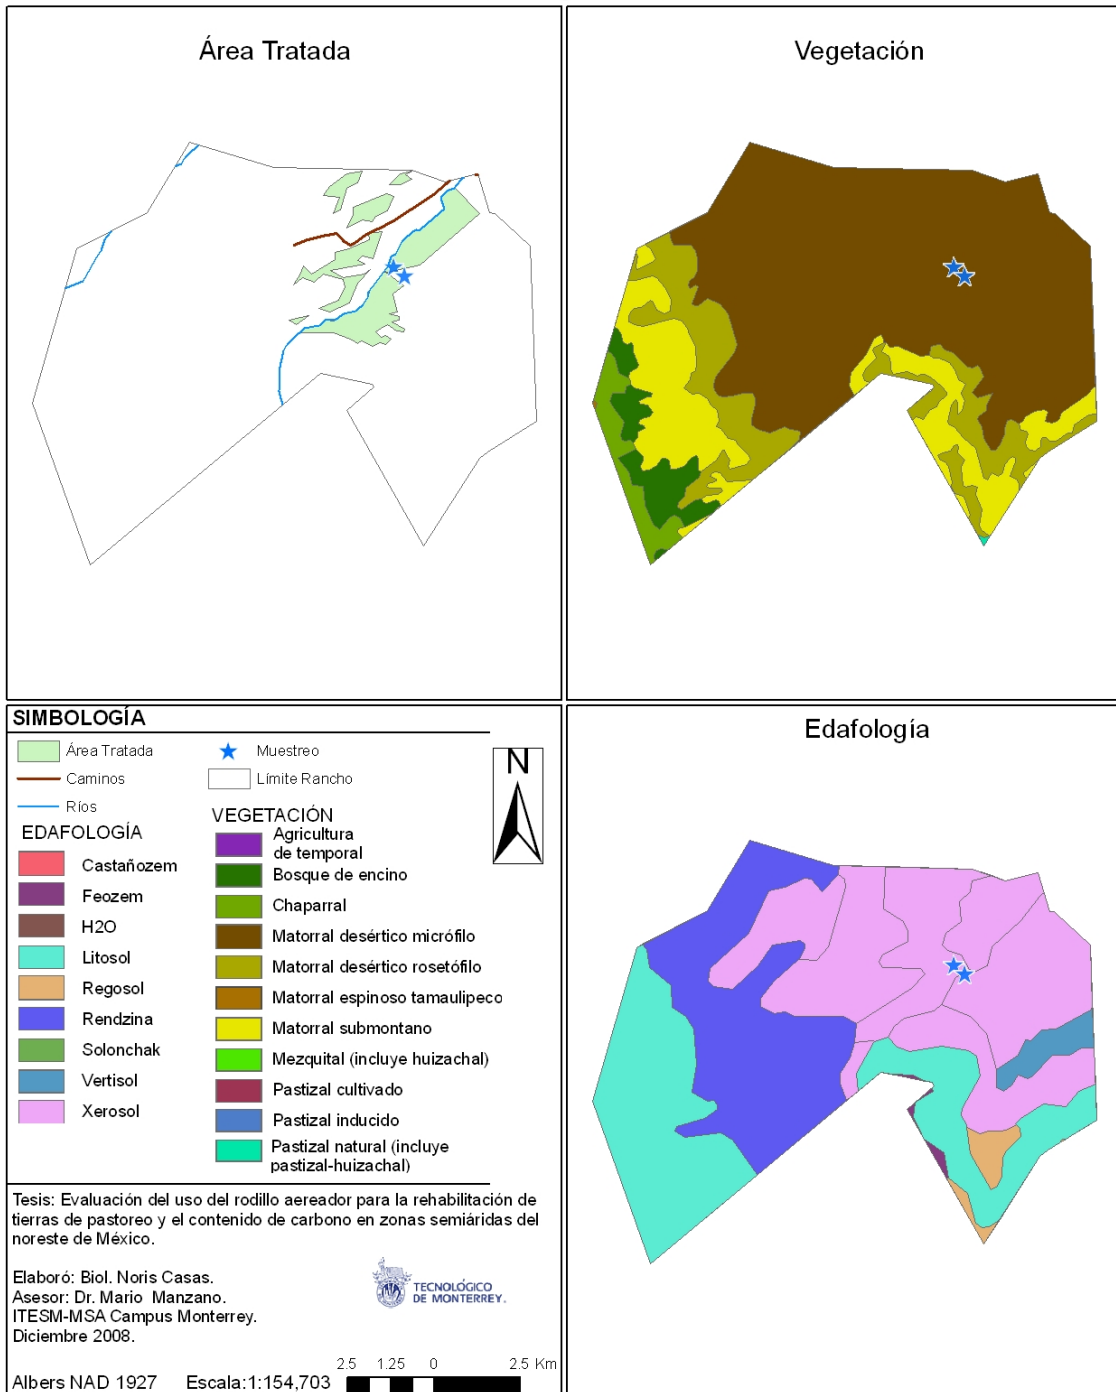 Área Tratada
Vegetación
SIMBOLOGÍA
Área Tratada
Caminos
Ríos
Muestreo
Límite Rancho
N
EDAFOLOGÍA
Castañozem
Feozem
H2O
Litosol
Regosol
Rendzina
Solonchak
Vertisol
Xerosol
VEGETACIÓN
Agricultura
de temporal
Bosque de encino
Chaparral
Matorral desértico micrófilo
Matorral desértico rosetófilo
Matorral espinoso tamaulipeco
Matorral submontano
Mezquital (incluye huizachal)
Pastizal cultivado
Pastizal inducido
Pastizal natural (incluye
pastizal-huizachal)
Tesis: Evaluación del uso del rodillo aereador para la rehabilitación de
tierras de pastoreo y el contenido de carbono en zonas semiáridas del
noreste de México.
Elaboró: Biol. Noris Casas.
Asesor: Dr. Mario Manzano.
ITESM-MSA Campus Monterrey.
Diciembre 2008.
TECNOLÓGICO
DE MONTERREY.
Albers NAD 1927 Escala:1:154,703
2.5 1.25 0 2.5 Km
Edafología